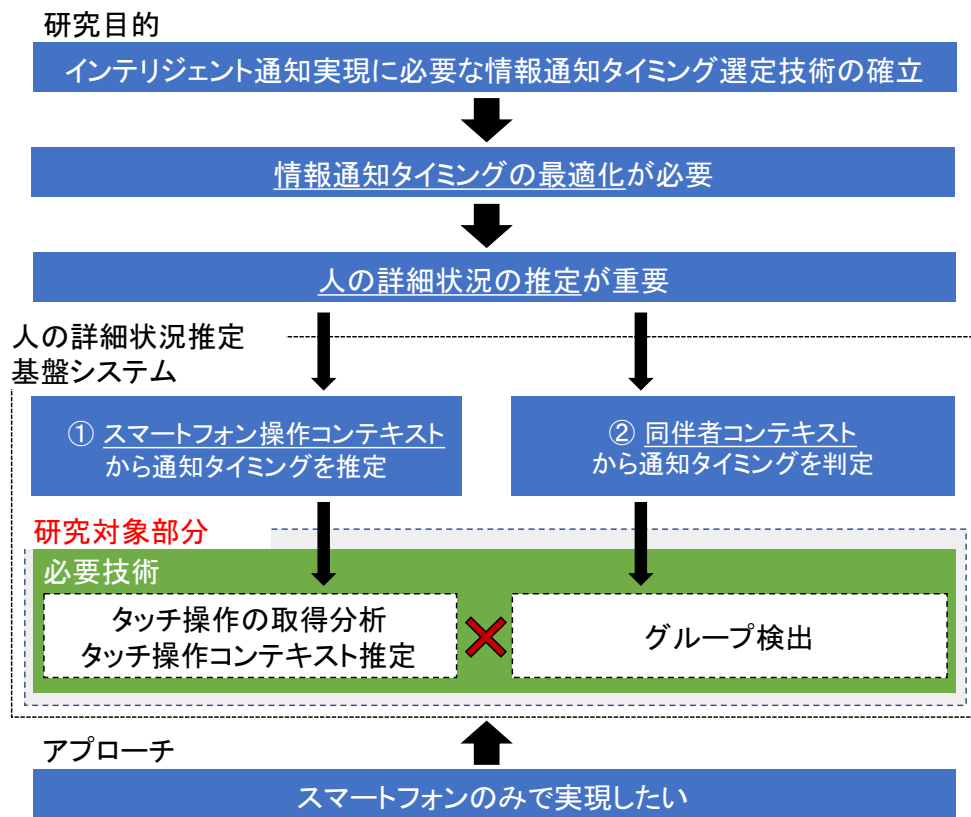 研究目的
インテリジェント通知実現に必要な情報通知タイミング選定技術の確立
情報通知タイミングの最適化が必要
人の詳細状況の推定が重要
人の詳細状況推定
基盤システム
① スマートフォン操作コンテキスト
から通知タイミングを推定
② 同伴者コンテキスト
から通知タイミングを判定
研究対象部分
必要技術
タッチ操作の取得分析
タッチ操作コンテキスト推定
グループ検出
アプローチ
スマートフォンのみで実現したい